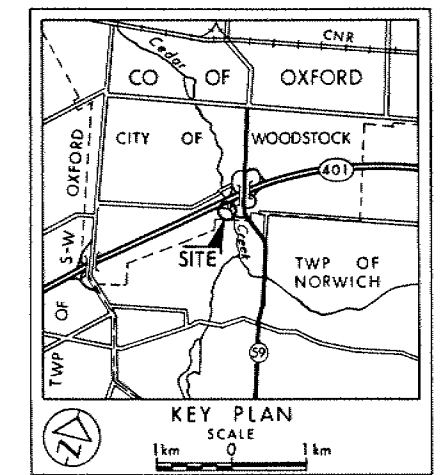 CNR
Cedar
CO OF OXFORD
CITY OF WOODSTOCK
401
TWP OF S-W OXFORD
SITE
Creek
TWP OF
NORWICH
59
KEY PLAN
SCALE
1km 0 1km
N